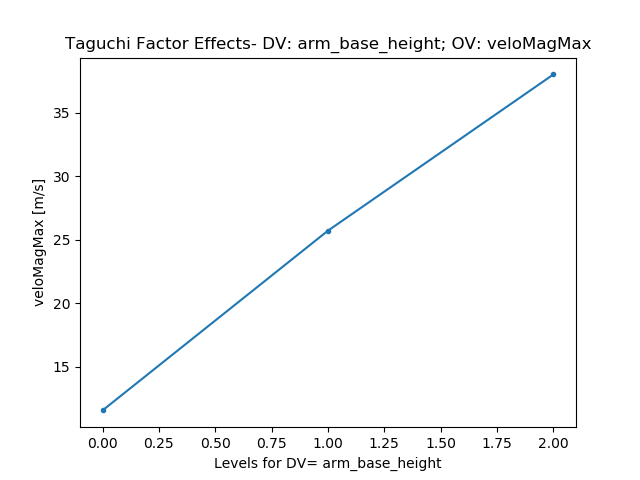 Taguchi Factor Effects- DV: arm_base_height; OV: veloMagMax
veloMagMax [m/s]
35
30
25
20
15
0.00 0.25 0.50 0.75 1.00 1.25 1.50 1.75 2.00
Levels for DV= arm_base_height